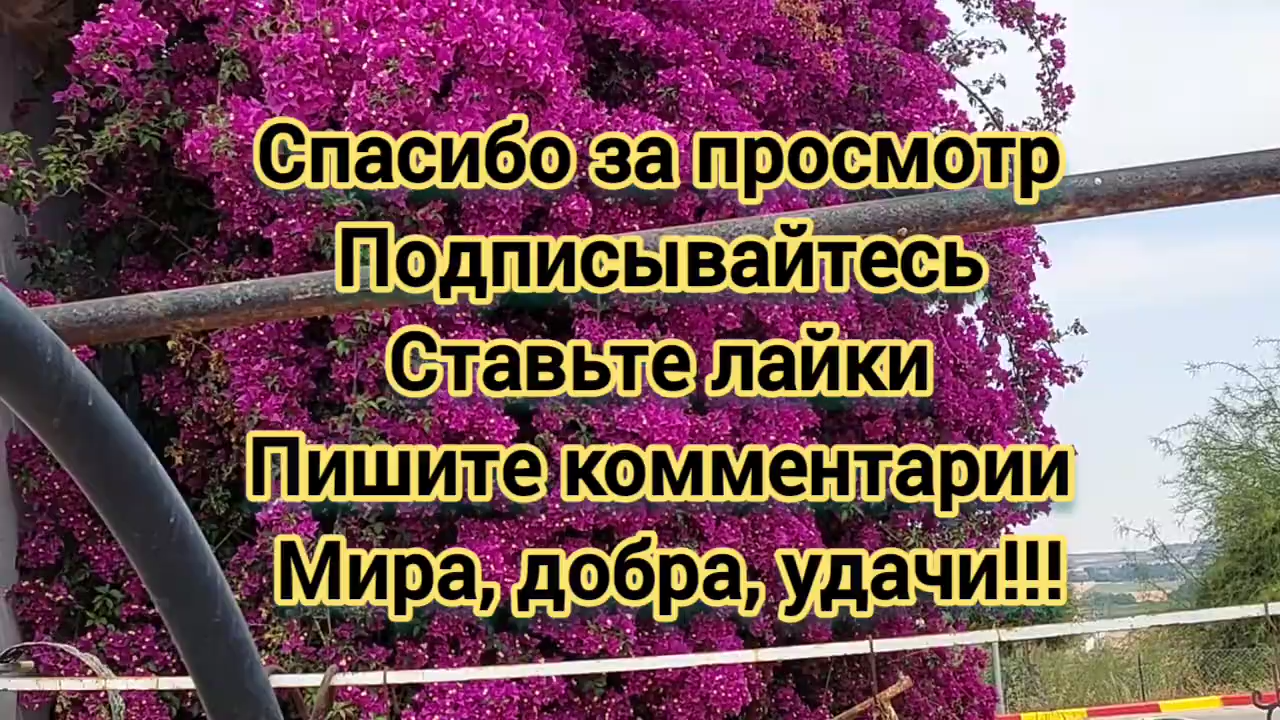 Спасибо за просмотр
Подписывайтесь
Ставьте лайки
Пишите комментарии
Мира, добра, удачи!!!